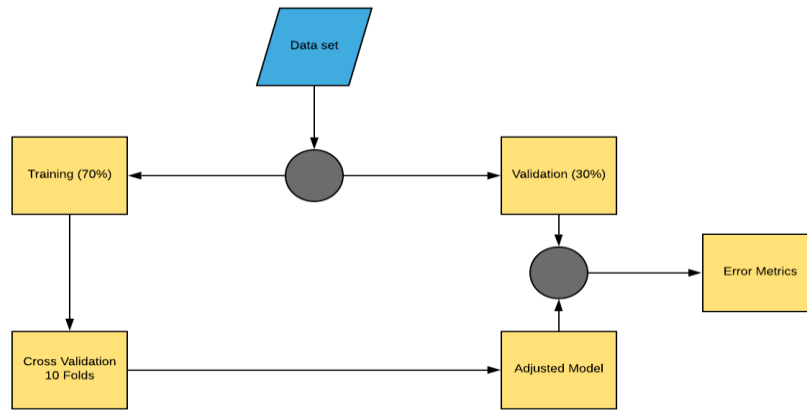 Data set
Training (70%)
Validation (30%)
Error Metrics
Cross Validation
10 Folds
Adjusted Model